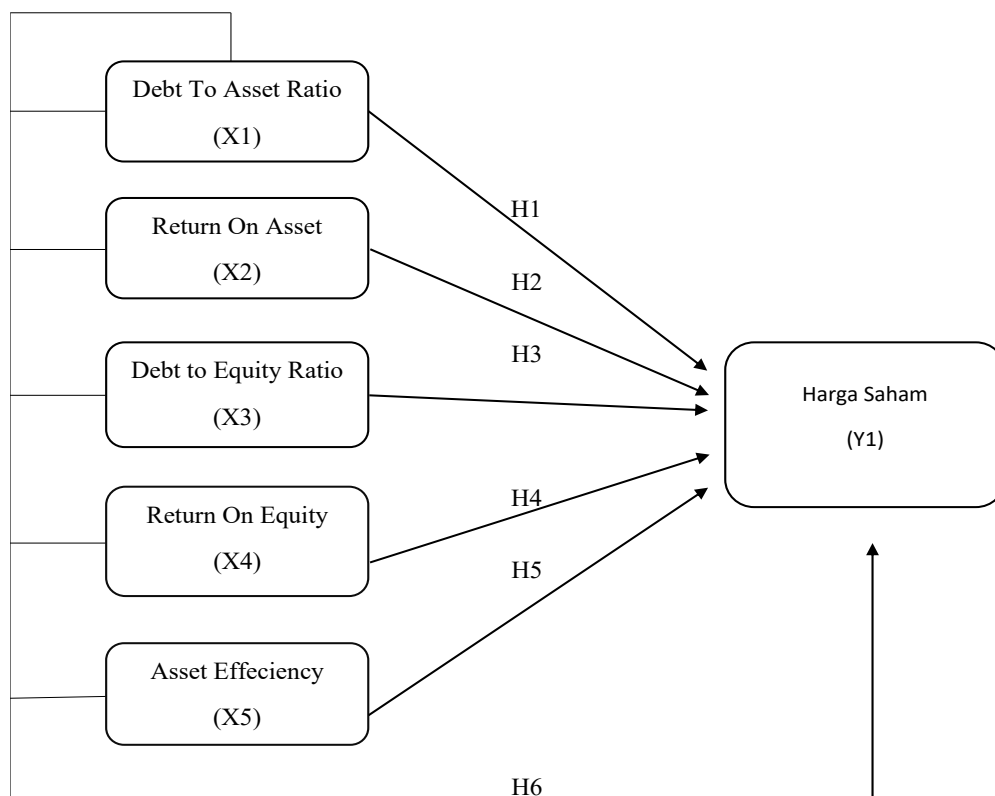 Debt To Asset Ratio
(X1)
Return On Asset
(X2)
Debt to Equity Ratio
(X3)
Return On Equity
(X4)
Asset Effeciency
(X5)
H1
H2
H3
H4
H5
H6
Harga Saham
(Y1)